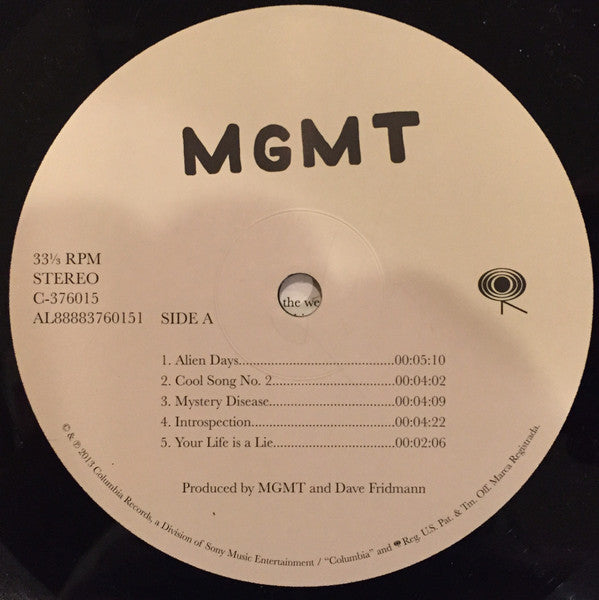 MGMT
33⅓ RPM
STEREO
C-376015
AL88883760151 SIDE A
the we
1. Alien Days............................................00:05:10
2. Cool Song No. 2..................................00:04:02
3. Mystery Disease...................................00:04:09
4. Introspection.......................................00:04:22
5. Your Life is a Lie..................................00:02:06
Produced by MGMT and Dave Fridmann
© & ℗ 2013 Columbia Records, a Division of Sony Music Entertainment / "Columbia" and Reg. U.S. Pat. & Tm. Off. Marca Registrada.